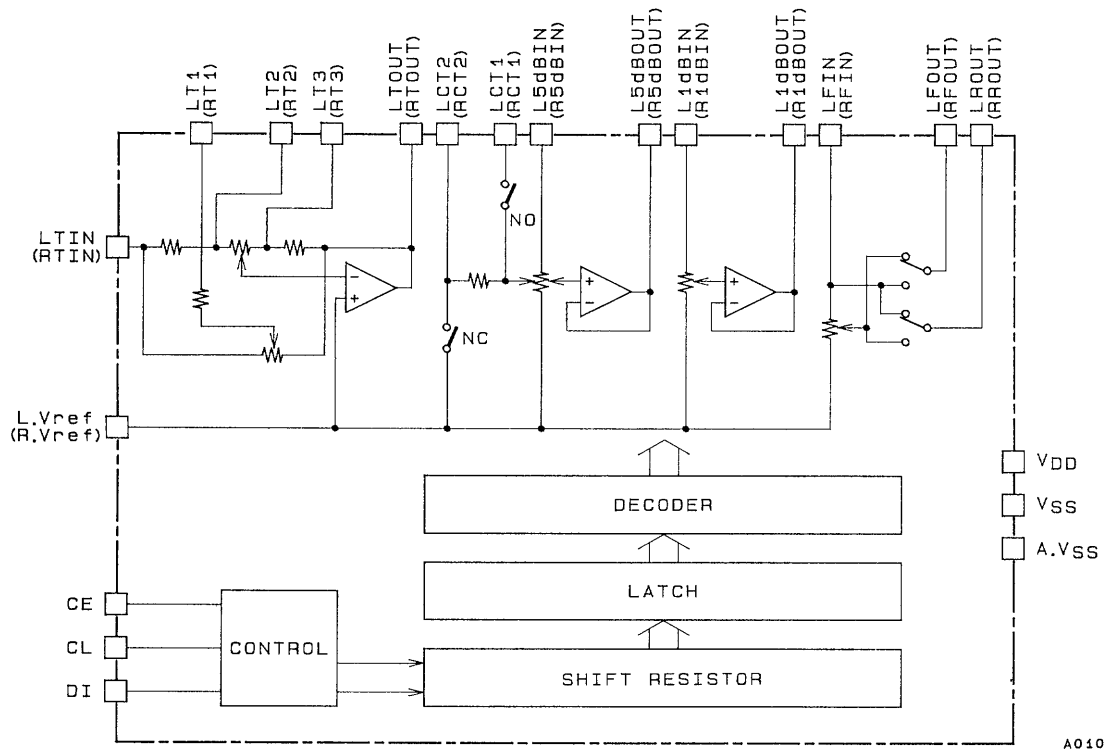 LT1
(RT1)
LT2
(RT2)
LT3
(RT3)
LTOUT
(RTOUT)
LCT2
(RCT2)
LCT1
(RCT1)
L5dBIN
(R5dBIN)
L5dBOUT
(R5dBOUT)
L1dBIN
(R1dBIN)
L1dBOUT
(R1dBOUT)
LFIN
(RFIN)
LFOUT
(RFOUT)
LROUT
(RROUT)
NO
LTIN
(RTIN)
−
+
+
−
+
−
NC
L.Vref
(R.Vref)
VDD
DECODER
VSS
A.VSS
LATCH
CE
CL
CONTROL
DI
SHIFT RESISTOR
A010